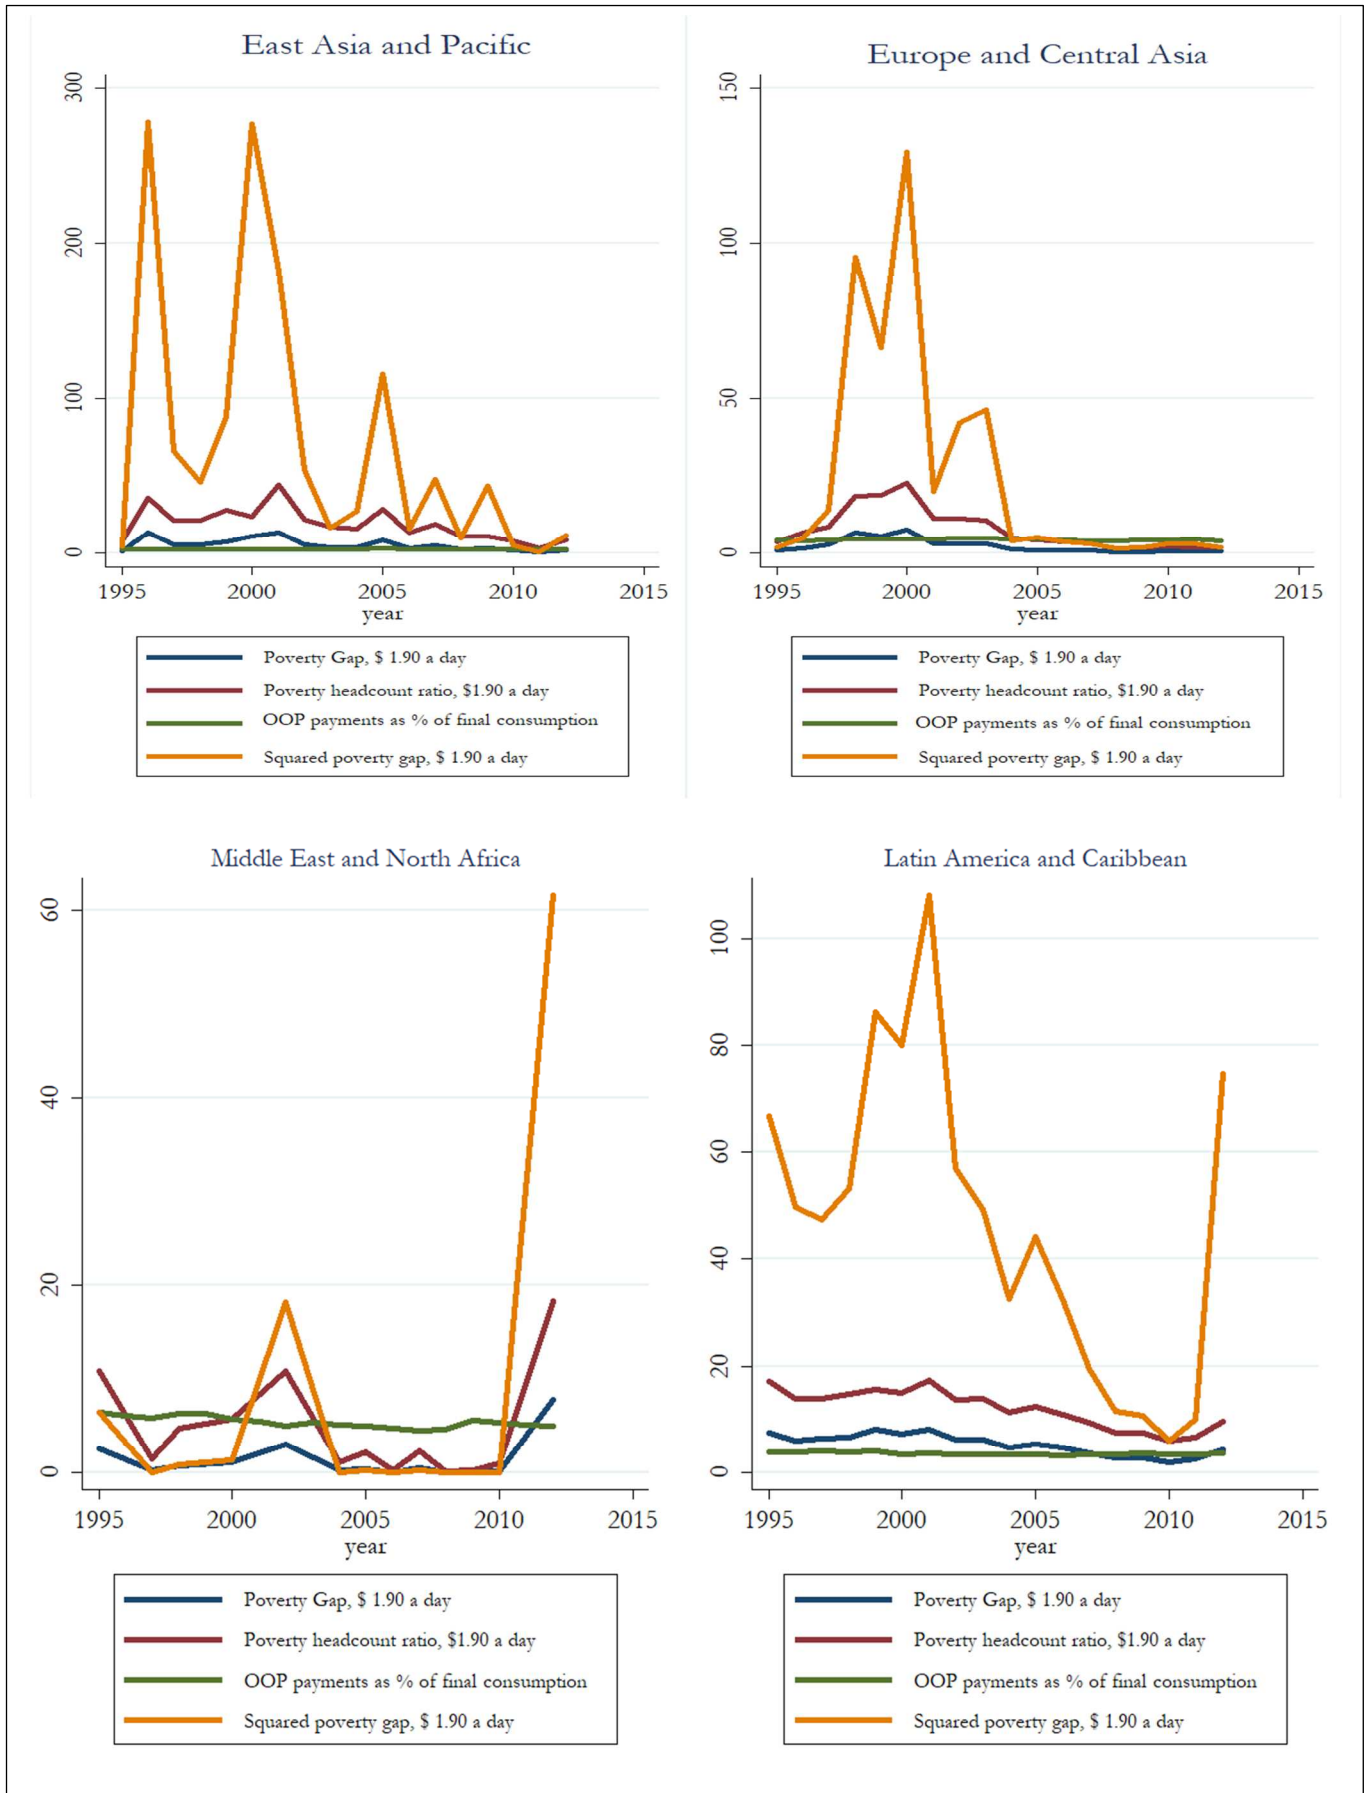 East Asia and Pacific
300
200
100
0
1995 2000 2005 2010 2015
year
Poverty Gap, $ 1.90 a day
Poverty headcount ratio, $1.90 a day
OOP payments as % of final consumption
Squared poverty gap, $ 1.90 a day
Europe and Central Asia
150
100
50
0
1995 2000 2005 2010 2015
year
Poverty Gap, $ 1.90 a day
Poverty headcount ratio, $1.90 a day
OOP payments as % of final consumption
Squared poverty gap, $ 1.90 a day
Middle East and North Africa
60
40
20
0
1995 2000 2005 2010 2015
year
Poverty Gap, $ 1.90 a day
Poverty headcount ratio, $1.90 a day
OOP payments as % of final consumption
Squared poverty gap, $ 1.90 a day
Latin America and Caribbean
100
80
60
40
20
0
1995 2000 2005 2010 2015
year
Poverty Gap, $ 1.90 a day
Poverty headcount ratio, $1.90 a day
OOP payments as % of final consumption
Squared poverty gap, $ 1.90 a day